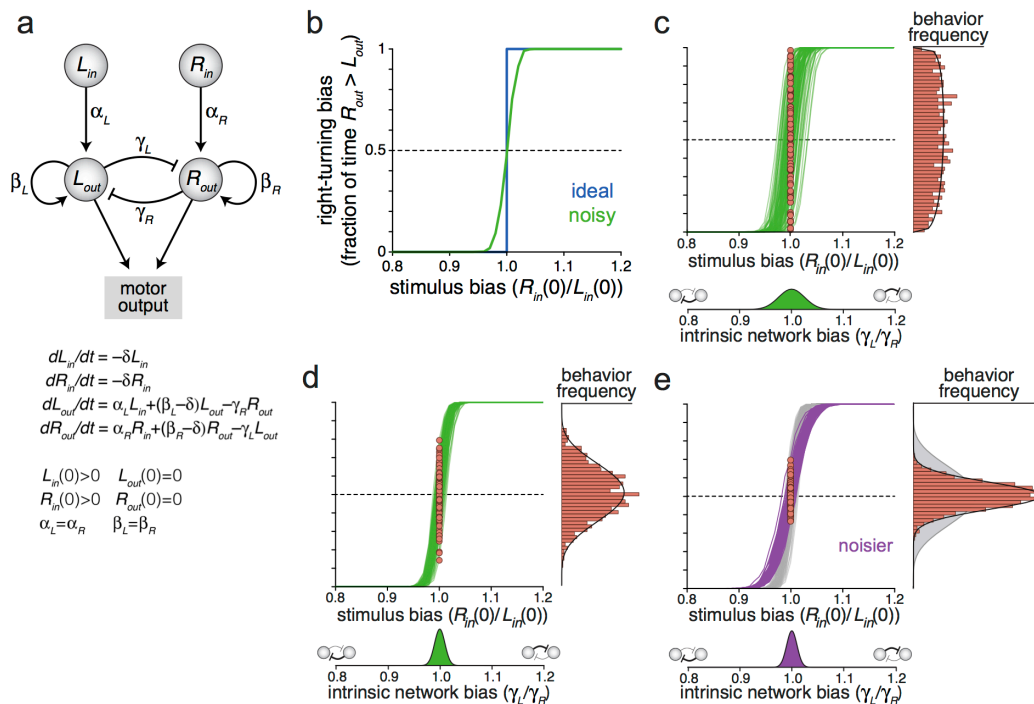 a
L_in
R_in
α_L
α_R
γ_L
β_L
L_out
R_out
β_R
γ_R
motor
output
dL_in/dt = −δL_in
dR_in/dt = −δR_in
dL_out/dt = α_L L_in+(β_L−δ)L_out−γ_R R_out
dR_out/dt = α_R R_in+(β_R−δ)R_out−γ_L L_out
L_in(0)>0 L_out(0)=0
R_in(0)>0 R_out(0)=0
α_L=α_R β_L=β_R
b
right-turning bias
(fraction of time R_out > L_out)
1
0.5
0
ideal
noisy
0.8 0.9 1.0 1.1 1.2
stimulus bias (R_in(0)/L_in(0))
c
behavior
frequency
0.8 0.9 1.0 1.1 1.2
stimulus bias (R_in(0)/L_in(0))
0.8 0.9 1.0 1.1 1.2
intrinsic network bias (γ_L/γ_R)
d
behavior
frequency
0.8 0.9 1.0 1.1 1.2
stimulus bias (R_in(0)/L_in(0))
0.8 0.9 1.0 1.1 1.2
intrinsic network bias (γ_L/γ_R)
e
behavior
frequency
noisier
0.8 0.9 1.0 1.1 1.2
stimulus bias (R_in(0)/L_in(0))
0.8 0.9 1.0 1.1 1.2
intrinsic network bias (γ_L/γ_R)